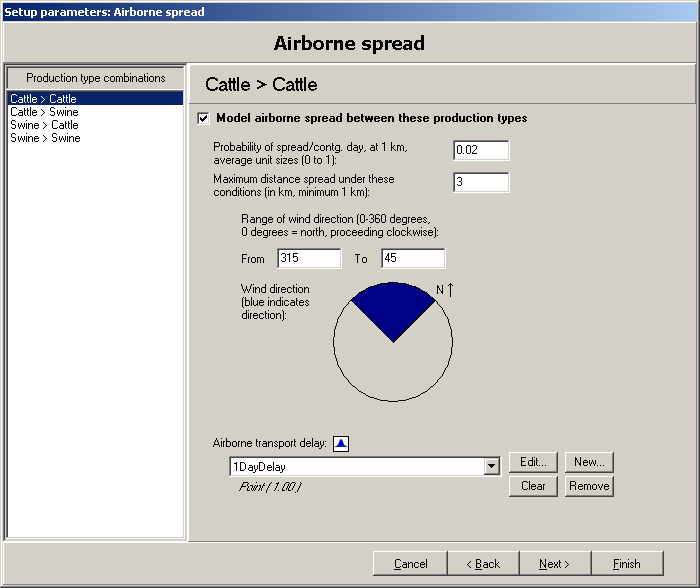 Setup parameters: Airborne spread
Airborne spread
Production type combinations
Cattle > Cattle
Cattle > Swine
Swine > Cattle
Swine > Swine
Cattle > Cattle
Model airborne spread between these production types
Probability of spread/contg. day, at 1 km,
average unit sizes (0 to 1):
0.02
Maximum distance spread under these
conditions (in km, minimum 1 km):
3
Range of wind direction (0-360 degrees,
0 degrees = north, proceeding clockwise):
From 315 To 45
Wind direction
(blue indicates
direction):
N↑
Airborne transport delay:
1DayDelay
Point ( 1.00 )
Edit... New...
Clear Remove
Cancel < Back Next > Finish